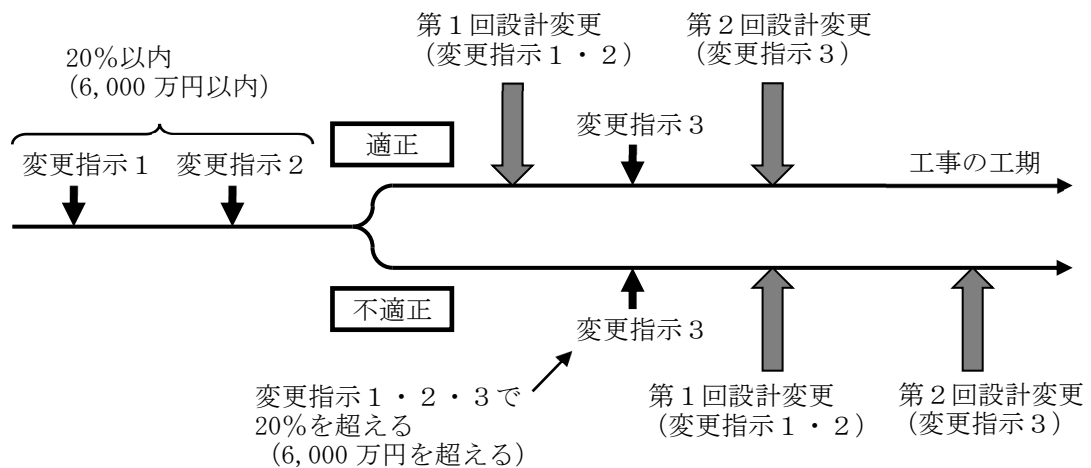 20％以内
（6,000 万円以内）
変更指示１
変更指示２
適正
第１回設計変更
（変更指示１・２）
変更指示３
第２回設計変更
（変更指示３）
工事の工期
不適正
変更指示３
変更指示１・２・３で
20％を超える
（6,000 万円を超える）
第１回設計変更
（変更指示１・２）
第２回設計変更
（変更指示３）